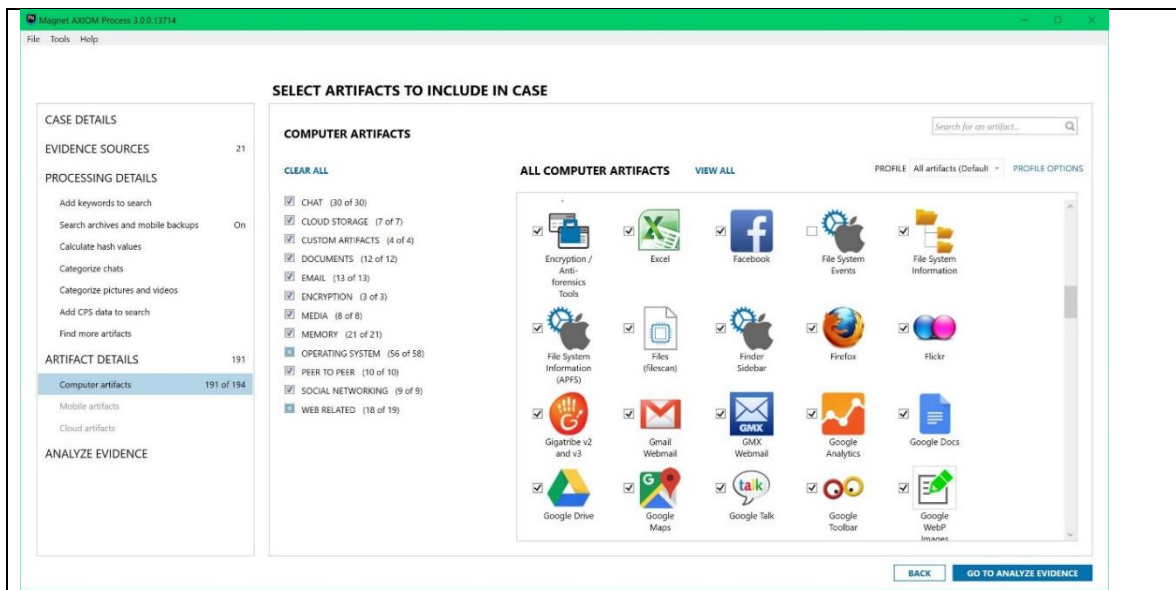 Magnet AXIOM Process 3.0.0.13714
File Tools Help
SELECT ARTIFACTS TO INCLUDE IN CASE
CASE DETAILS
EVIDENCE SOURCES 21
PROCESSING DETAILS
Add keywords to search
Search archives and mobile backups On
Calculate hash values
Categorize chats
Categorize pictures and videos
Add CPS data to search
Find more artifacts
ARTIFACT DETAILS 191
Computer artifacts 191 of 194
Mobile artifacts
Cloud artifacts
ANALYZE EVIDENCE
COMPUTER ARTIFACTS
Search for an artifact...
CLEAR ALL
CHAT (30 of 30)
CLOUD STORAGE (7 of 7)
CUSTOM ARTIFACTS (4 of 4)
DOCUMENTS (12 of 12)
EMAIL (13 of 13)
ENCRYPTION (3 of 3)
MEDIA (8 of 8)
MEMORY (21 of 21)
OPERATING SYSTEM (56 of 58)
PEER TO PEER (10 of 10)
SOCIAL NETWORKING (9 of 9)
WEB RELATED (18 of 19)
ALL COMPUTER ARTIFACTS VIEW ALL
PROFILE All artifacts (Default PROFILE OPTIONS
Encryption /
Anti-
forensics
Tools
Excel
Facebook
File System
Events
File System
Information
File System
Information
(APFS)
Files
(filescan)
Finder
Sidebar
Firefox
Flickr
Gigatribe v2
and v3
Gmail
Webmail
GMX
GMX
Webmail
Google
Analytics
Google Docs
Google Drive
G
Google
Maps
talk
Google Talk
Google
Toolbar
Google
WebP
Images
BACK GO TO ANALYZE EVIDENCE